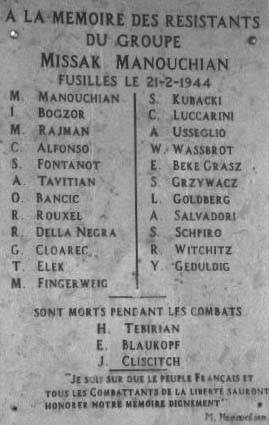 A LA MEMOIRE DES RESISTANTS
DU GROUPE
MISSAK MANOUCHIAN
FUSILLES LE 21-2-1944
M. MANOUCHIAN
I. BOGZOR
M. RAJMAN
C. ALFONSO
S. FONTANOT
A. TAVITIAN
O. BANCIC
R. ROUXEL
R. DELLA NEGRA
G. CLOAREC
T. ELEK
M. FINGERWEIG
S. KUBACKI
C. LUCCARINI
A. USSEGLIO
W. WASSBROT
E. BEKE GRASZ
S. GRZYWACZ
L. GOLDBERG
A. SALVADORI
S. SCHPIRO
R. WITCHITZ
Y. GEDULDIG
SONT MORTS PENDANT LES COMBATS
H. TEBIRIAN
E. BLAUKOPF
J. CLISCITCH
"JE SUIS SUR QUE LE PEUPLE FRANCAIS ET
TOUS LES COMBATTANTS DE LA LIBERTÉ SAURONT
HONORER NOTRE MÉMOIRE DIGNEMENT"
M. Manouchian